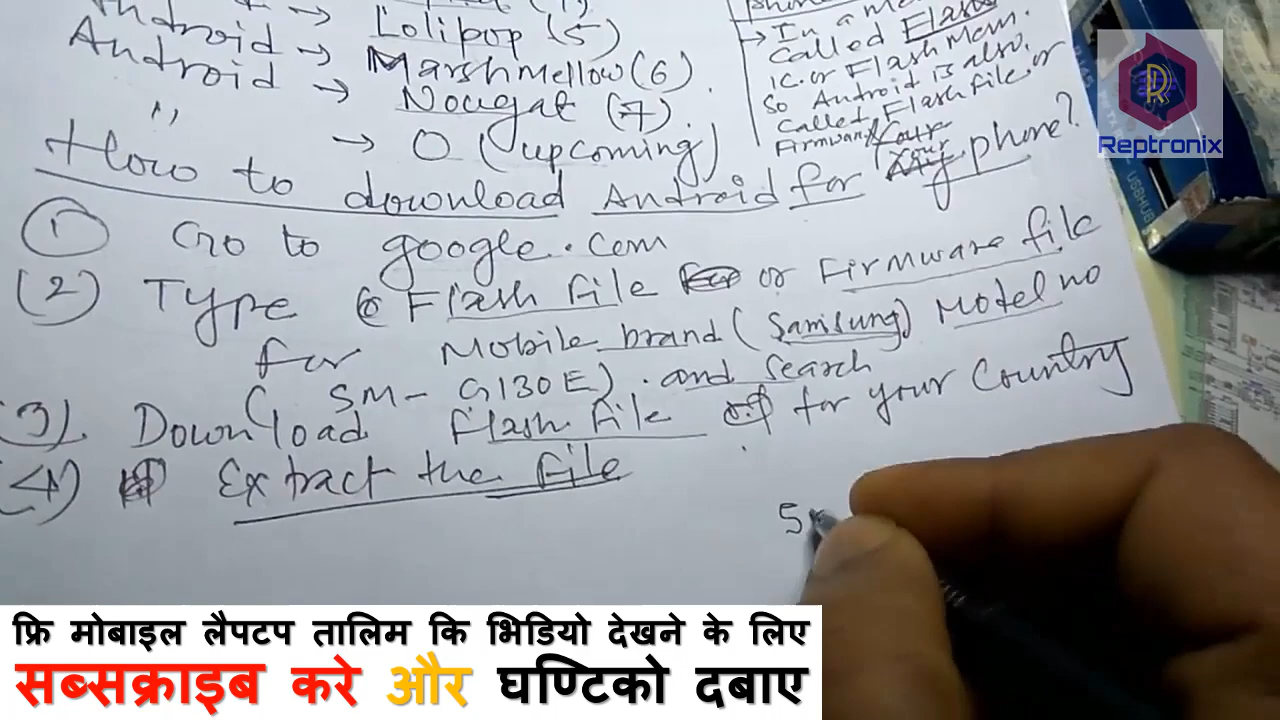 Android → Lolipop (5)
Android → Marshmellow (6)
" → Nougat (7)
→ O (upcoming)
→ In a
called Flash
IC. or Flash Mem.
So Android is also
called Flash file. or
Firmware
How to download Android for your phone?
(1) Go to google.com
(2) Type Flash file or Firmware file
for Mobile brand (Samsung) Motel no
( SM- G130E) . and search
(3). Download flash file for your country
(4) Extract the file
5
Reptronix
USBHUB
फ्रि मोबाइल लैपटप तालिम कि भिडियो देखने के लिए
सब्सक्राइब करे और घण्टिको दबाए